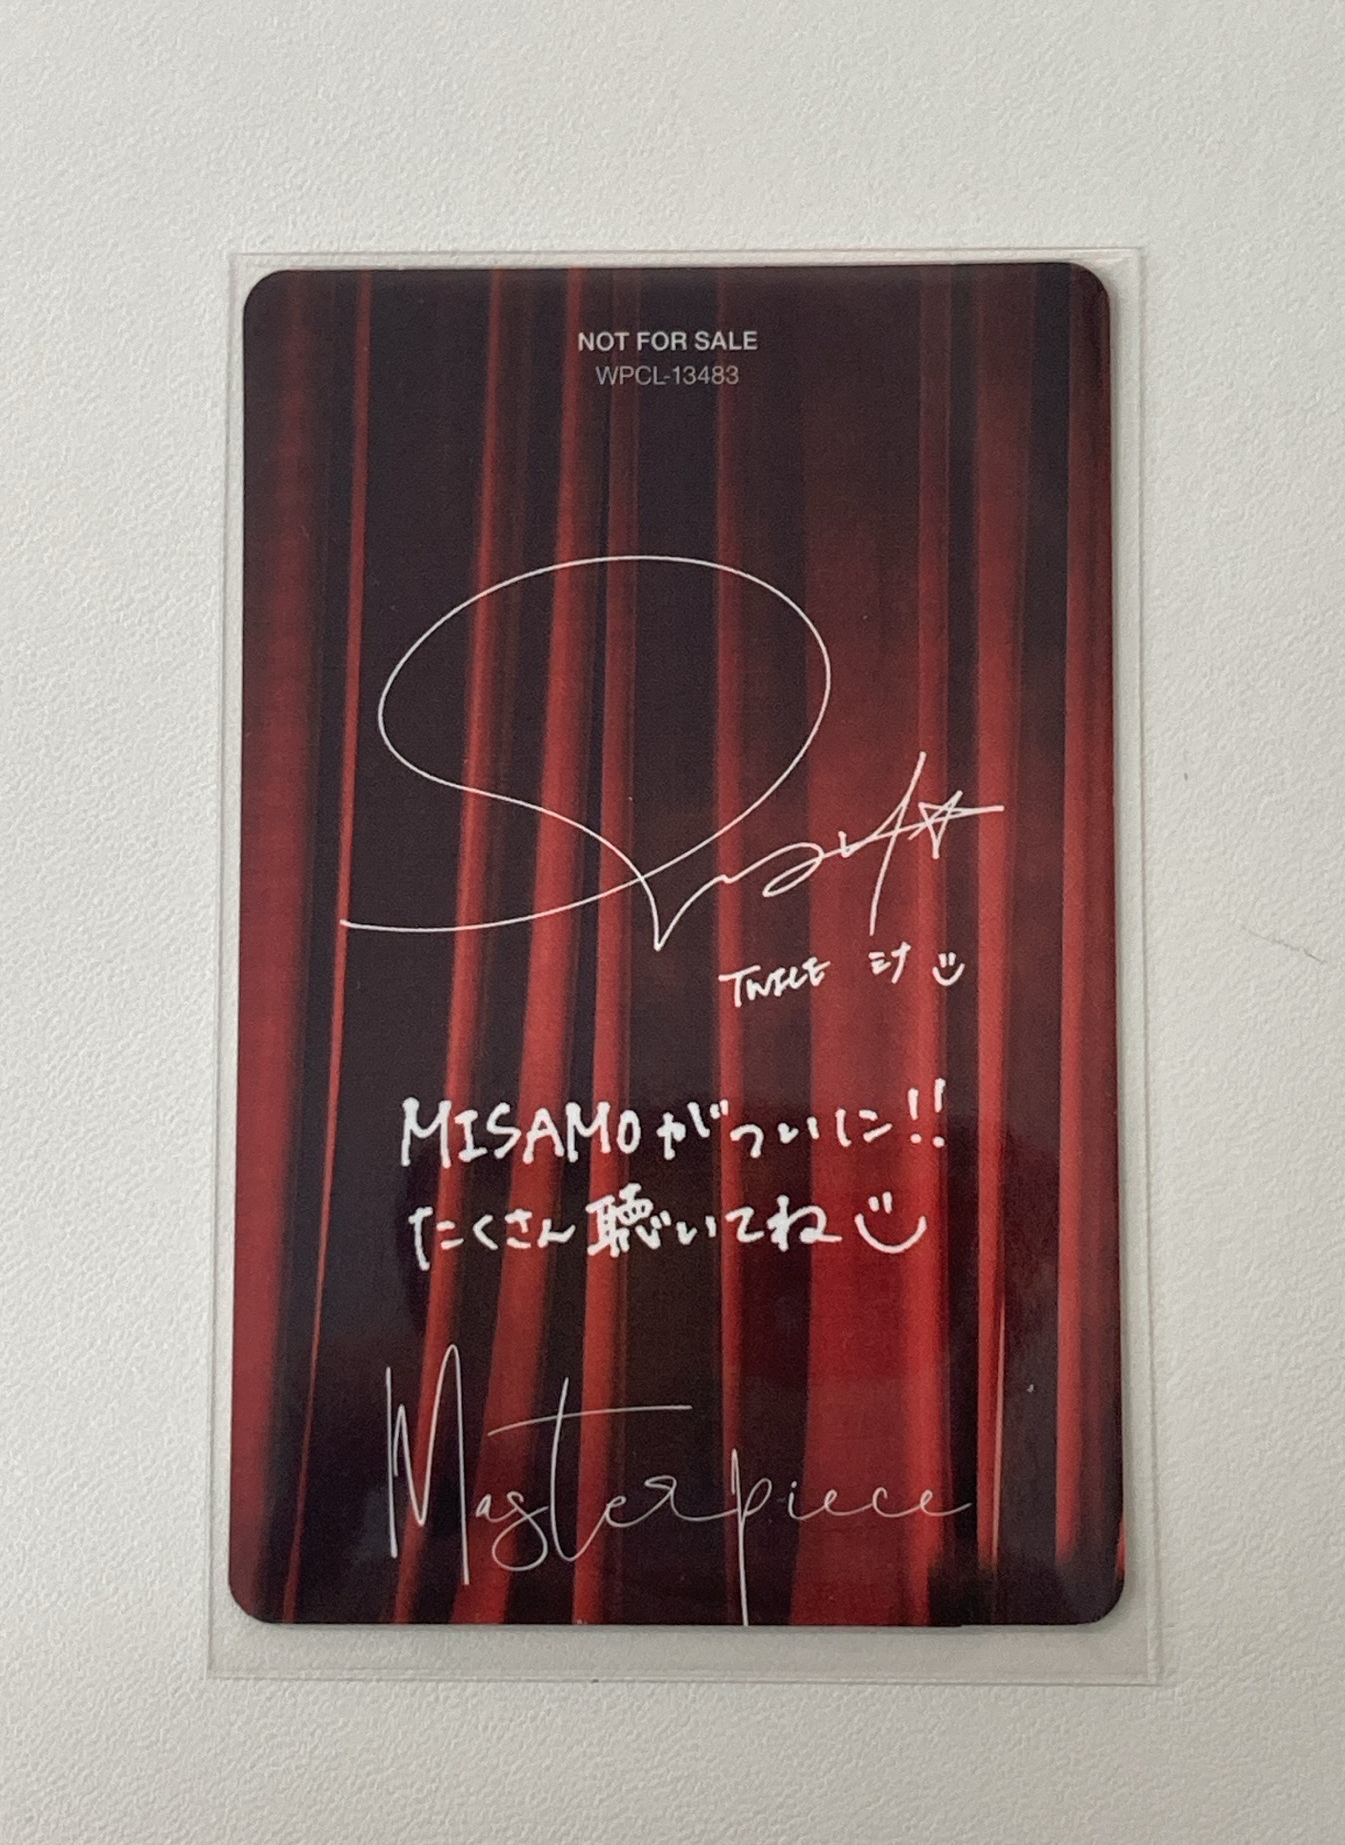 NOT FOR SALE
WPCL-13483
TWICE ミナ
MISAMOがついに!!
たくさん聴いてね
Masterpiece